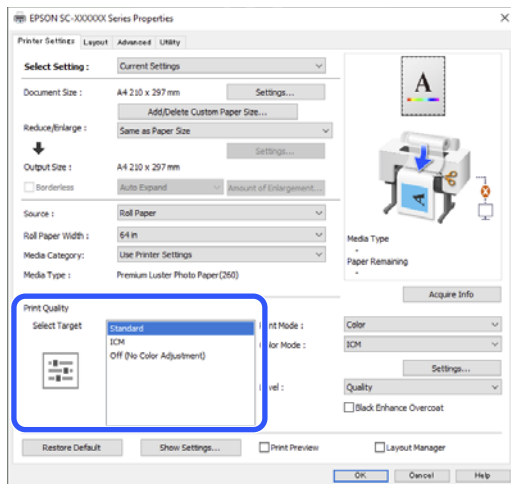 EPSON SC-XXXXXX Series Properties
Printer Settings Layout Advanced Utility
Select Setting : Current Settings
Document Size : A4 210 x 297 mm Settings...
Add/Delete Custom Paper Size...
Reduce/Enlarge : Same as Paper Size
Settings...
Output Size : A4 210 x 297 mm
Borderless Auto Expand Amount of Enlargement...
Source : Roll Paper
Roll Paper Width : 64 in
Media Category: Use Printer Settings
Media Type : Premium Luster Photo Paper(260)
A
Media Type
-
Paper Remaining
-
Acquire Info
Print Quality
Select Target
Standard
ICM
Off (No Color Adjustment)
nt Mode : Color
lor Mode : ICM
Settings...
vel : Quality
Black Enhance Overcoat
Restore Default Show Settings... Print Preview Layout Manager
OK Cancel Help